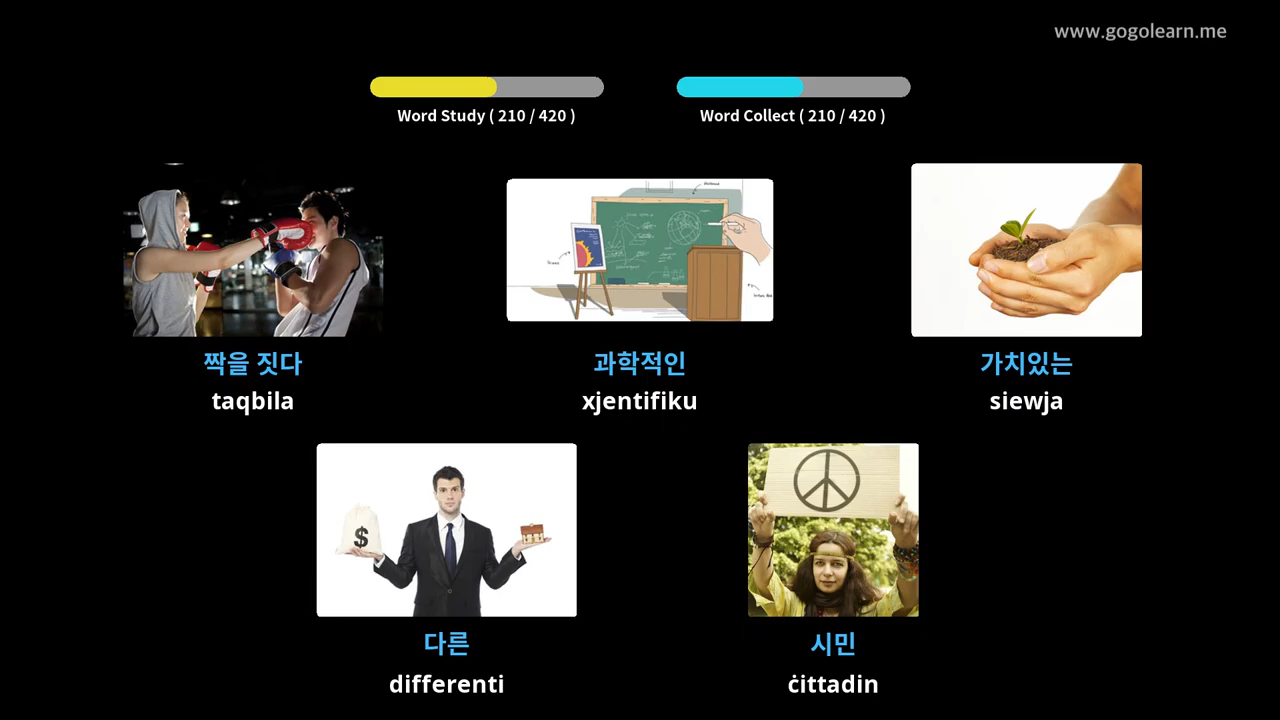 www.gogolearn.me
Word Study ( 210 / 420 )
Word Collect ( 210 / 420 )
짝을 짓다
과학적인
가치있는
taqbila
xjentifiku
siewja
$
다른
시민
differenti
ċittadin